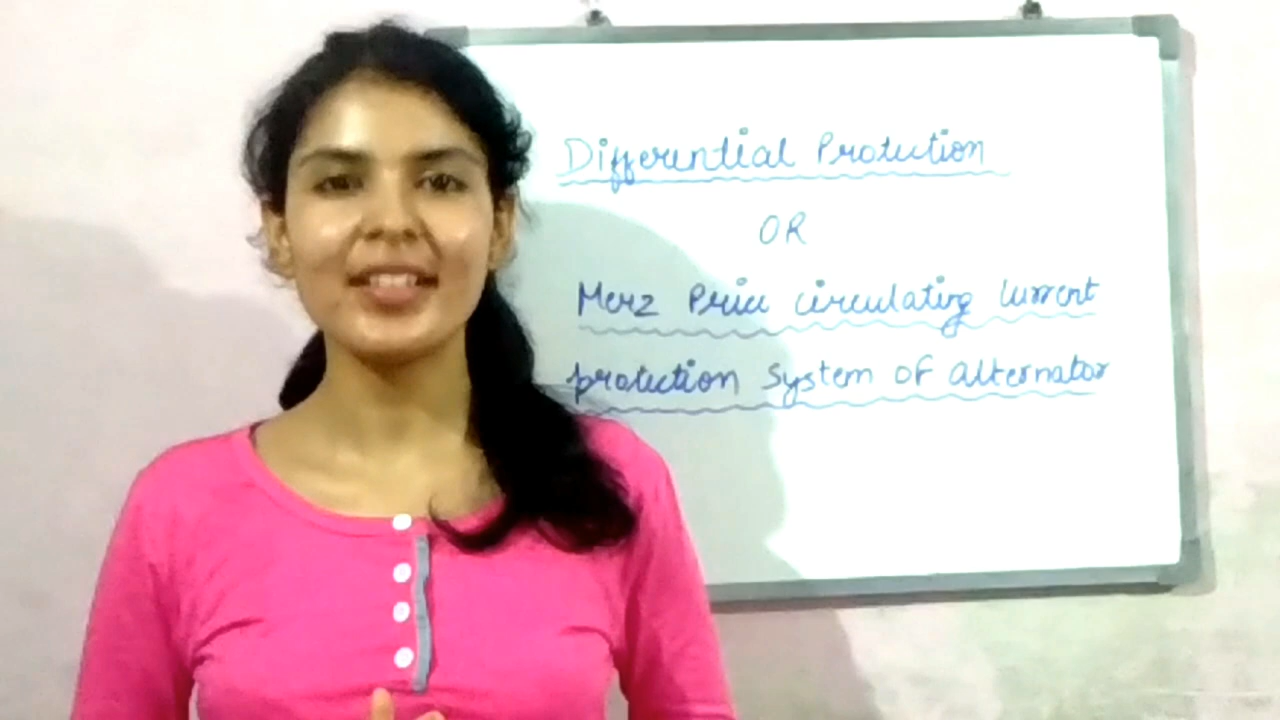 Differential Protection
OR
Merz Price circulating current
protection system of alternator